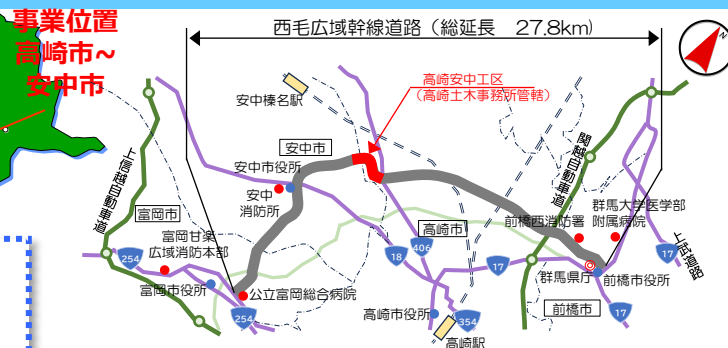 事業位置
高崎市~
安中市
西毛広域幹線道路（総延長　27.8km)
N
高崎安中工区
（高崎土木事務所管轄）
安中榛名駅
安中市
安中市役所
安中
消防所
上信越自動車道
富岡市
富岡甘楽
広域消防本部
254
富岡市役所
公立富岡総合病院
254
高崎市
18
406
17
高崎市役所
354
高崎駅
関越自動車道
群馬大学医学部
附属病院
前橋西消防署
群馬県庁
前橋市役所
前橋市
17
17
上武道路